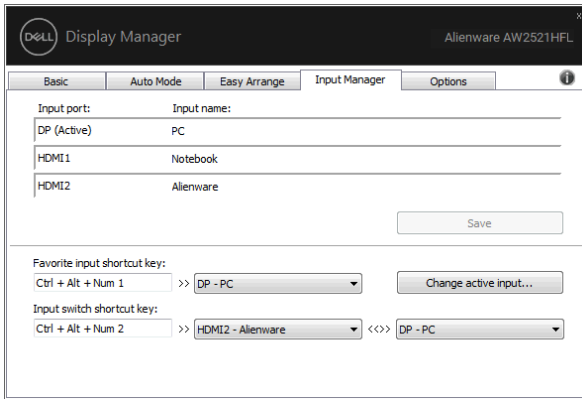 DELL Display Manager Alienware AW2521HFL
x
Basic Auto Mode Easy Arrange Input Manager Options i
Input port: Input name:
DP (Active) PC
HDMI1 Notebook
HDMI2 Alienware
Save
Favorite input shortcut key:
Ctrl + Alt + Num 1 >> DP - PC Change active input...
Input switch shortcut key:
Ctrl + Alt + Num 2 >> HDMI2 - Alienware <<>> DP - PC